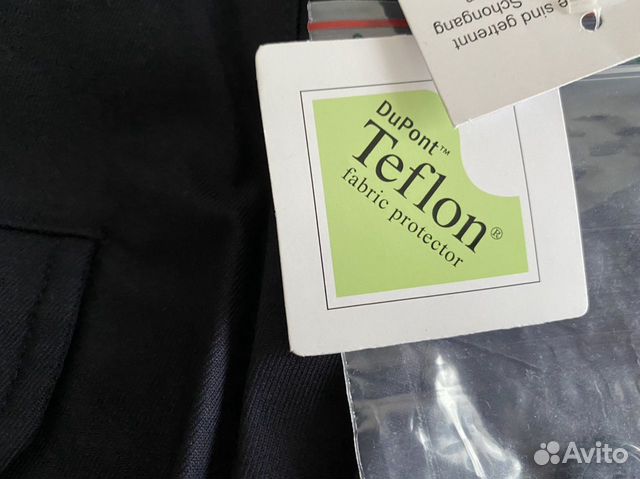 e sind getrennt
Schongang
DuPont™
Teflon®
fabric protector
Avito